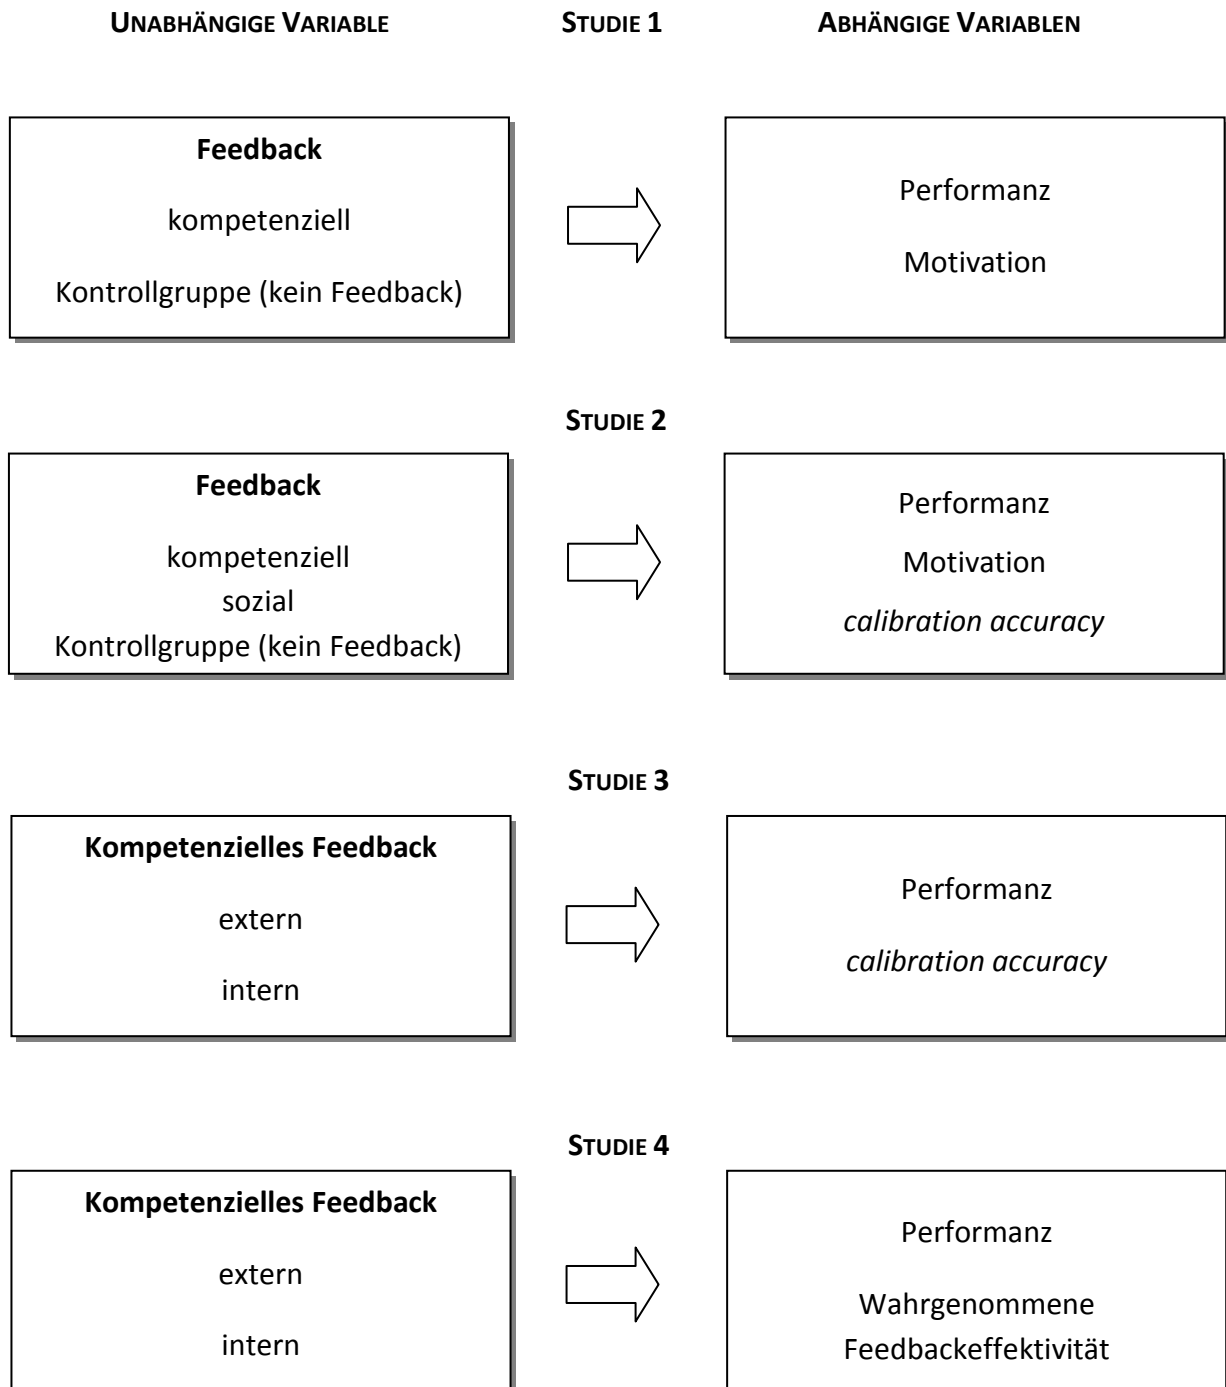 UNABHÄNGIGE VARIABLE STUDIE 1 ABHÄNGIGE VARIABLEN
Feedback
kompetenziell
Kontrollgruppe (kein Feedback)
Performanz
Motivation
STUDIE 2
Feedback
kompetenziell
sozial
Kontrollgruppe (kein Feedback)
Performanz
Motivation
calibration accuracy
STUDIE 3
Kompetenzielles Feedback
extern
intern
Performanz
calibration accuracy
STUDIE 4
Kompetenzielles Feedback
extern
intern
Performanz
Wahrgenommene
Feedbackeffektivität